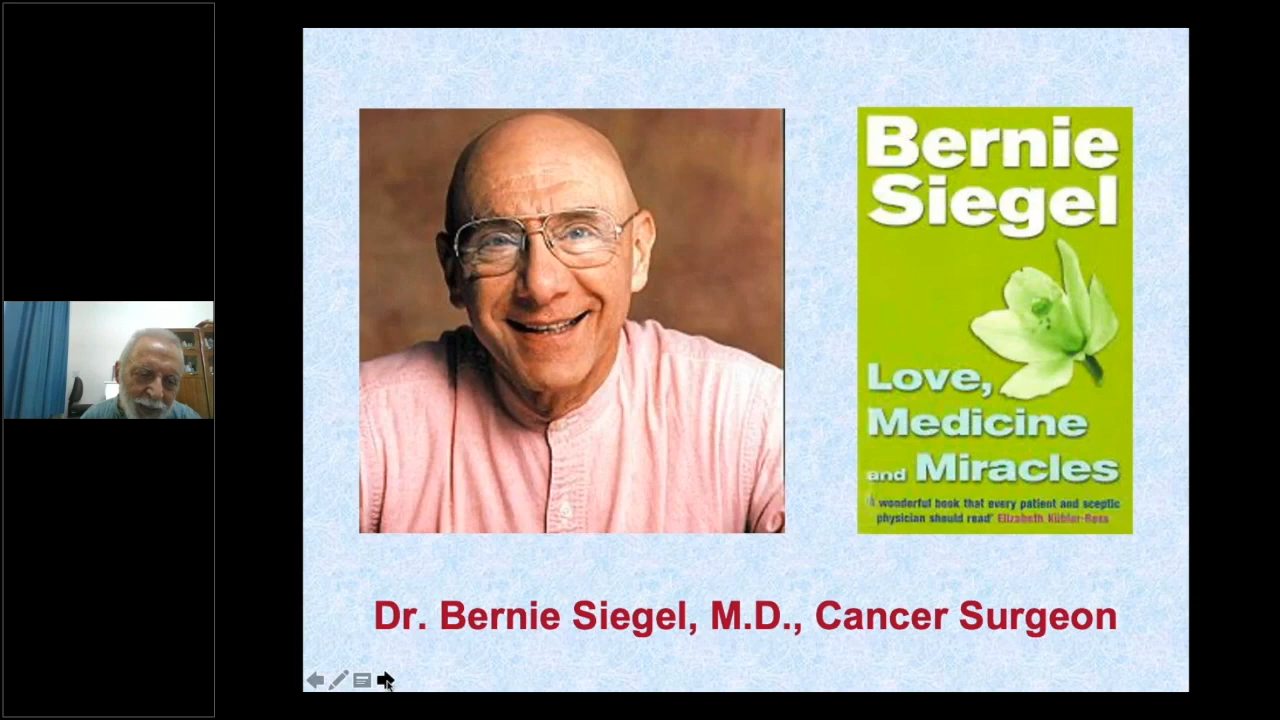 Bernie
Siegel
Love,
Medicine
and Miracles
'A wonderful book that every patient and sceptic
physician should read' Elizabeth Kübler-Ross
Dr. Bernie Siegel, M.D., Cancer Surgeon